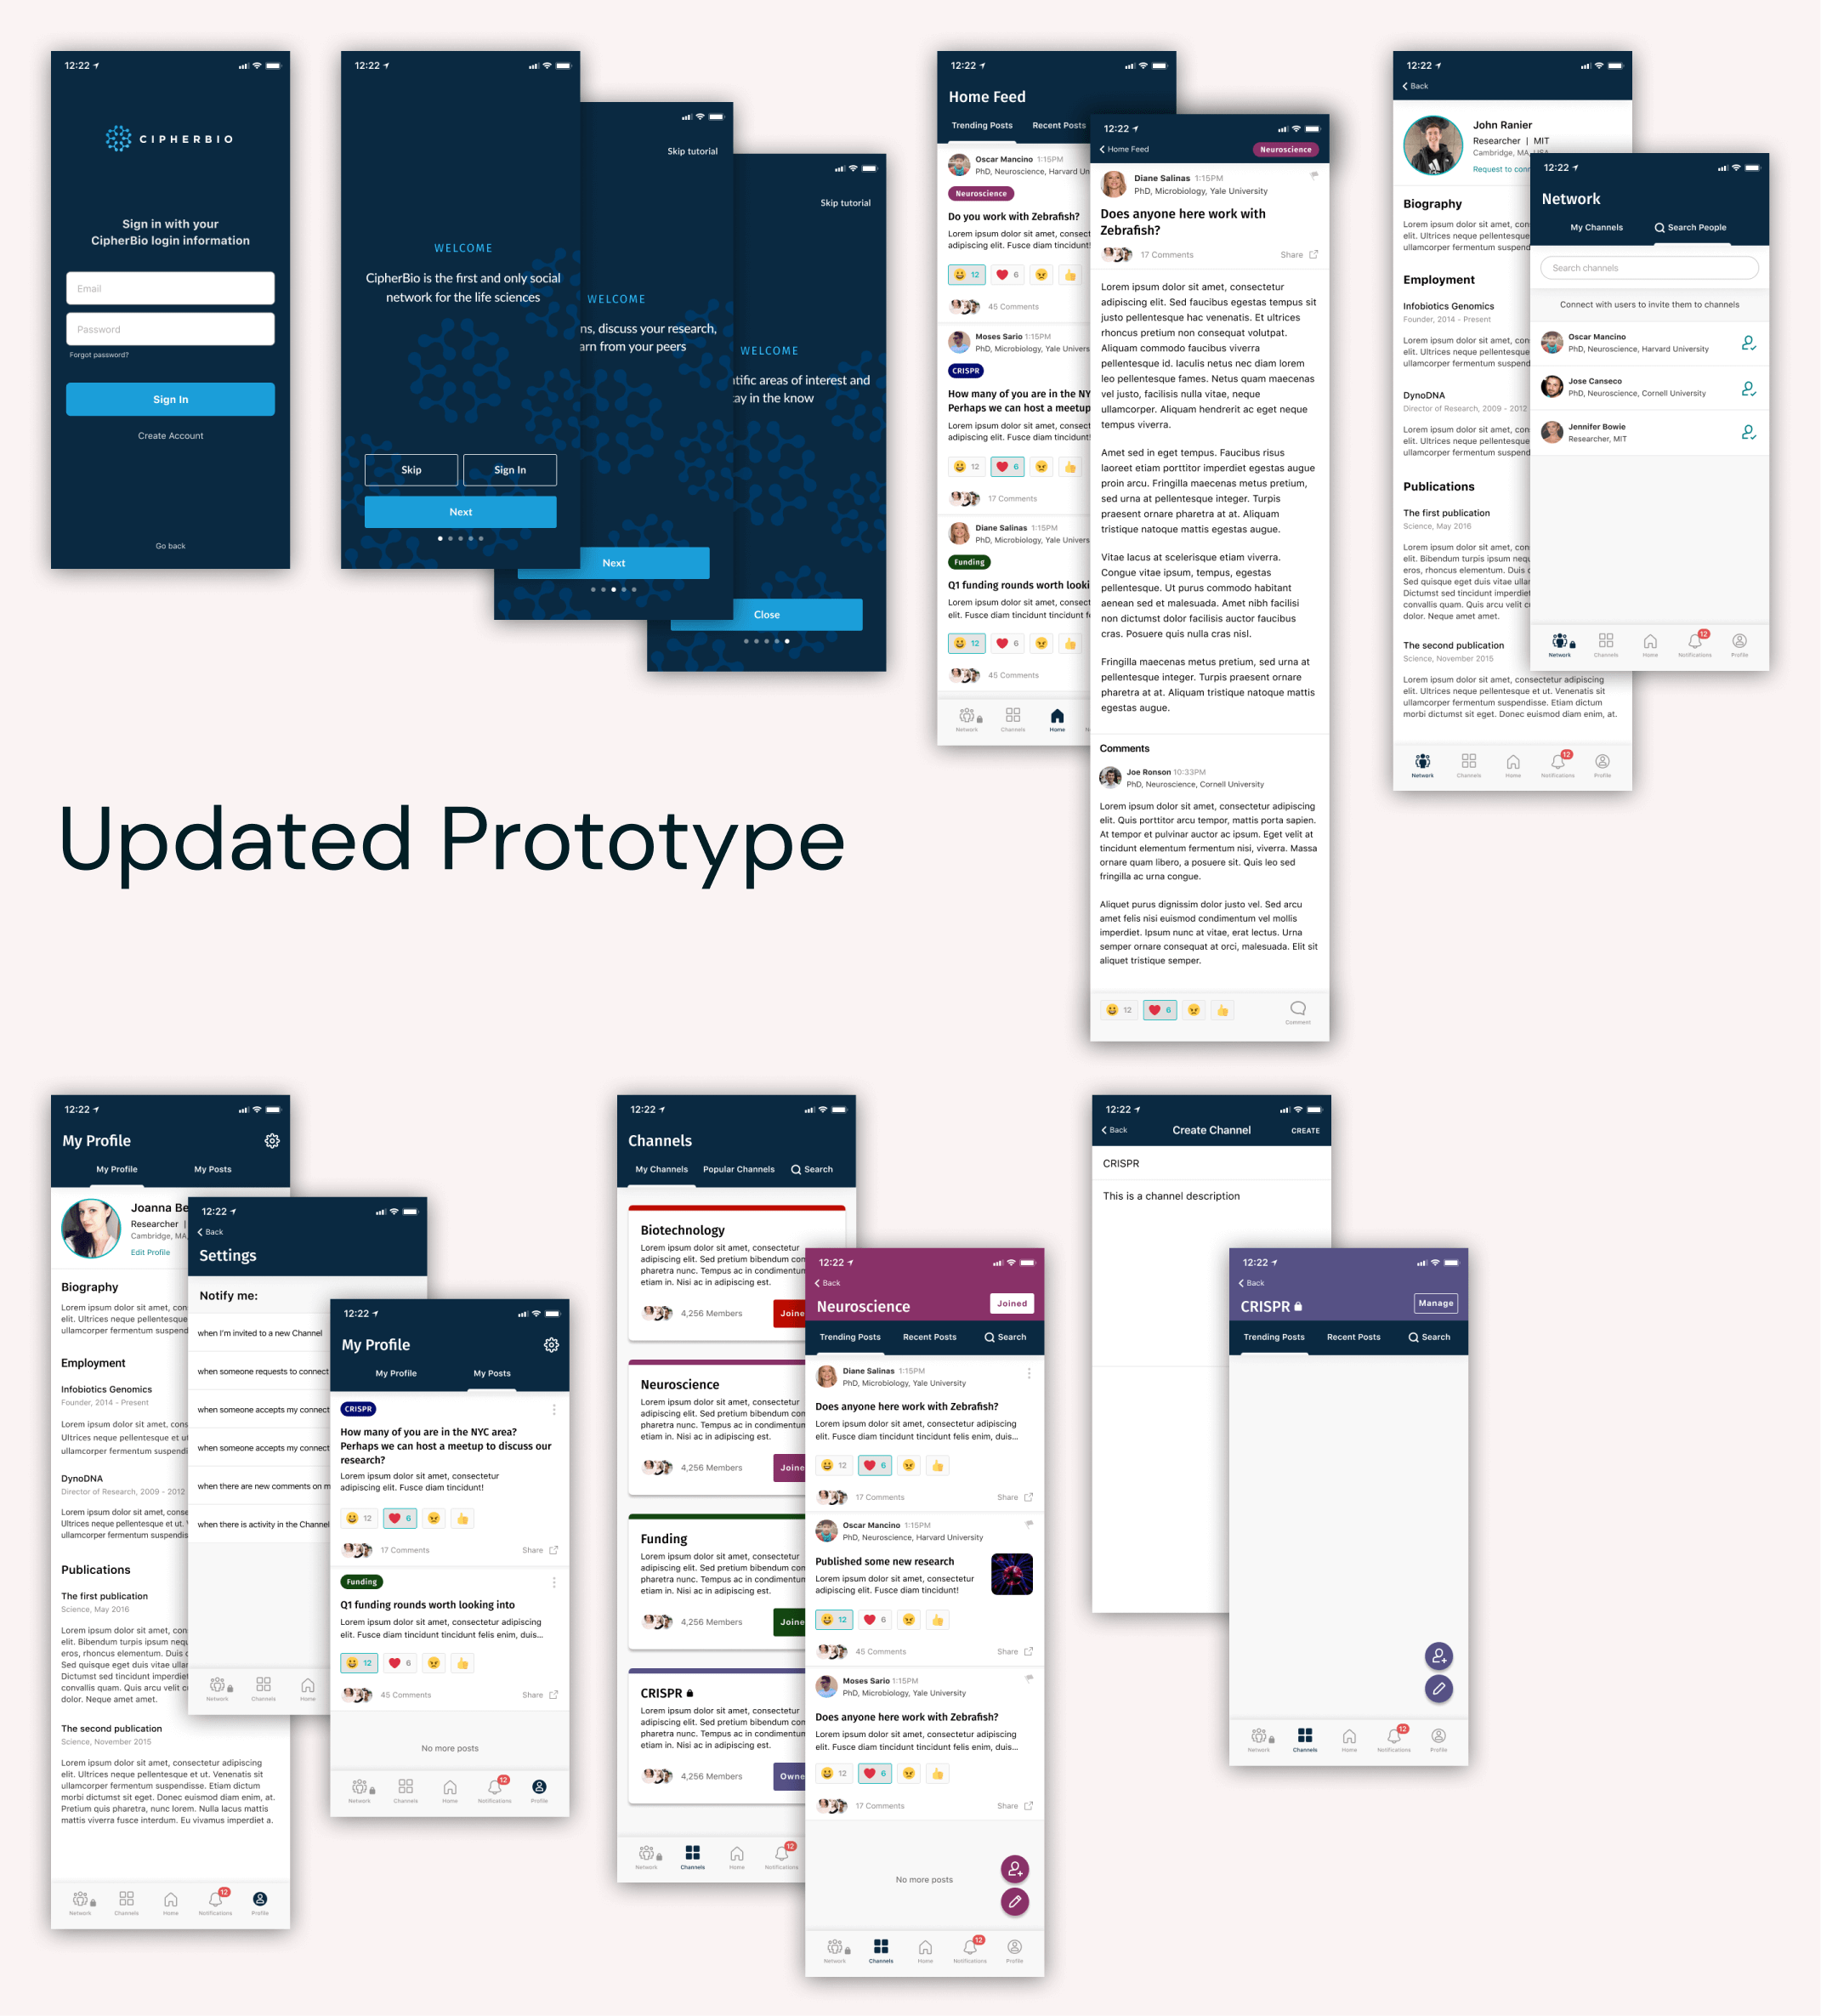 12:22
CIPHERBIO
Sign in with your
CipherBio login information
Email
Password
Forgot password?
Sign In
Create Account
Go back
12:22
WELCOME
CipherBio is the first and only social
network for the life sciences
Skip
Sign In
Next
Skip tutorial
WELCOME
ns, discuss your research,
arn from your peers
Next
Skip tutorial
WELCOME
ntific areas of interest and
tay in the know
Close
12:22
Home Feed
Trending Posts
Recent Posts
Oscar Mancino 1:15PM
PhD, Neuroscience, Harvard Un
Neuroscience
Do you work with Zebrafish?
Lorem ipsum dolor sit amet, consect
adipiscing elit. Fusce diam tincidunt!
12
6
45 Comments
Moses Sario 1:15PM
PhD, Microbiology, Yale Univers
CRISPR
How many of you are in the NY
Perhaps we can host a meetup
Lorem ipsum dolor sit amet, consect
adipiscing elit. Fusce diam tincidunt!
12
6
17 Comments
Diane Salinas 1:15PM
PhD, Microbiology, Yale Univers
Funding
Q1 funding rounds worth looki
Lorem ipsum dolor sit amet, consect
elit. Fusce diam tincidunt tincidunt f
12
6
45 Comments
Network
Channels
Home
N
12:22
Home Feed
Neuroscience
Diane Salinas 1:15PM
PhD, Microbiology, Yale University
Does anyone here work with
Zebrafish?
17 Comments
Share
Lorem ipsum dolor sit amet, consectetur
adipiscing elit. Sed faucibus egestas tempus sit
justo pellentesque hac venenatis. Et ultrices
rhoncus pretium non consequat volutpat.
Aliquam commodo faucibus viverra
pellentesque id. Iaculis netus nec diam lorem
leo pellentesque fames. Netus quam maecenas
vel justo, facilisis nulla vitae, neque
ullamcorper. Aliquam hendrerit ac eget neque
tempus viverra.
Amet sed in eget tempus. Faucibus risus
laoreet etiam porttitor imperdiet egestas augue
proin arcu. Fringilla maecenas metus pretium,
sed urna at pellentesque integer. Turpis
praesent ornare pharetra at at. Aliquam
tristique natoque mattis egestas augue.
Vitae lacus at scelerisque etiam viverra.
Congue vitae ipsum, tempus, egestas
pellentesque. Ut purus commodo habitant
aenean sed et malesuada. Amet nibh facilisi
non dictumst dolor facilisis auctor faucibus
cras. Posuere quis nulla cras nisl.
Fringilla maecenas metus pretium, sed urna at
pellentesque integer. Turpis praesent ornare
pharetra at at. Aliquam tristique natoque mattis
egestas augue.
Comments
Joe Ronson 10:33PM
PhD, Neuroscience, Cornell University
Lorem ipsum dolor sit amet, consectetur adipiscing
elit. Quis porttitor arcu tempor, mattis porta sapien.
At tempor et pulvinar auctor ac ipsum. Eget velit at
tincidunt elementum fermentum nisi, viverra. Massa
ornare quam libero, a posuere sit. Quis leo sed
fringilla ac urna congue.
Aliquet purus dignissim dolor justo vel. Sed arcu
amet felis nisi euismod condimentum vel mollis
imperdiet. Ipsum nunc at vitae, erat lectus. Urna
semper ornare consequat at orci, malesuada. Elit sit
aliquet tristique semper.
12
6
Comment
12:22
Back
John Ranier
Researcher | MIT
Cambridge, MA, USA
Request to conn
Biography
Lorem ipsum dolor sit amet, con
elit. Ultrices neque pellentesque
ullamcorper fermentum suspend
Employment
Infobiotics Genomics
Founder, 2014 - Present
Lorem ipsum dolor sit amet, con
elit. Ultrices neque pellentesque
ullamcorper fermentum suspend
DynoDNA
Director of Research, 2009 - 2012
Lorem ipsum dolor sit amet, con
elit. Ultrices neque pellentesque
ullamcorper fermentum suspend
Publications
The first publication
Science, May 2016
Lorem ipsum dolor sit amet, con
elit. Bibendum turpis ipsum nequ
eros, rhoncus elementum. Duis c
Sed quisque eget duis vitae ullar
Dictumst sed tincidunt imperdiet
convallis quam. Quis arcu velit c
dolor. Neque amet amet.
The second publication
Science, November 2015
Lorem ipsum dolor sit amet, consectetur adipiscing
elit. Ultrices neque pellentesque et ut. Venenatis sit
ullamcorper fermentum suspendisse. Etiam dictum
morbi dictumst sit eget. Donec euismod diam enim, at.
12
Network
Channels
Home
Notifications
Profile
12:22
Network
My Channels
Search People
Search channels
Connect with users to invite them to channels
Oscar Mancino
PhD, Neuroscience, Harvard University
Jose Canseco
PhD, Neuroscience, Cornell University
Jennifer Bowie
Researcher, MIT
12
Network
Channels
Home
Notifications
Profile
Updated Prototype
12:22
My Profile
My Profile
My Posts
Joanna Be
Researcher |
Cambridge, MA,
Edit Profile
Biography
Lorem ipsum dolor sit amet, con
elit. Ultrices neque pellentesque
ullamcorper fermentum suspend
Employment
Infobiotics Genomics
Founder, 2014 - Present
Lorem ipsum dolor sit amet, cons
Ultrices neque pellentesque et ut
ullamcorper fermentum suspendi
DynoDNA
Director of Research, 2009 - 2012
Lorem ipsum dolor sit amet, conse
Ultrices neque pellentesque et ut.
ullamcorper fermentum suspendis
Publications
The first publication
Science, May 2016
Lorem ipsum dolor sit amet, con
elit. Bibendum turpis ipsum nequ
eros, rhoncus elementum. Duis c
Sed quisque eget duis vitae ullar
Dictumst sed tincidunt imperdiet
convallis quam. Quis arcu velit c
dolor. Neque amet amet.
The second publication
Science, November 2015
Lorem ipsum dolor sit amet, consectetur adipiscing
elit. Ultrices neque pellentesque et ut. Venenatis sit
ullamcorper fermentum suspendisse. Etiam dictum
morbi dictumst sit eget. Donec euismod diam enim, at.
Pretium quis pharetra, nunc lorem. Nulla lacus mattis
mattis viverra fusce interdum. Eu vivamus imperdiet a.
12
Network
Channels
Home
Notifications
Profile
12:22
Back
Settings
Notify me:
when I'm invited to a new Channel
when someone requests to connect
when someone accepts my connect
when someone accepts my connect
when there are new comments on m
when there is activity in the Channel
Network
Channels
Home
12:22
My Profile
My Profile
My Posts
CRISPR
How many of you are in the NYC area?
Perhaps we can host a meetup to discuss our
research?
Lorem ipsum dolor sit amet, consectetur
adipiscing elit. Fusce diam tincidunt!
12
6
17 Comments
Share
Funding
Q1 funding rounds worth looking into
Lorem ipsum dolor sit amet, consectetur adipiscing
elit. Fusce diam tincidunt tincidunt felis enim, duis...
12
6
45 Comments
Share
No more posts
12
Network
Channels
Home
Notifications
Profile
12:22
Channels
My Channels
Popular Channels
Search
Biotechnology
Lorem ipsum dolor sit amet, consectetur
adipiscing elit. Sed pretium bibendum con
pharetra nunc. Tempus ac in condimentum
etiam in. Nisi ac in adipiscing est.
4,256 Members
Joine
Neuroscience
Lorem ipsum dolor sit amet, consectetur
adipiscing elit. Sed pretium bibendum con
pharetra nunc. Tempus ac in condimentum
etiam in. Nisi ac in adipiscing est.
4,256 Members
Joine
Funding
Lorem ipsum dolor sit amet, consectetur
adipiscing elit. Sed pretium bibendum con
pharetra nunc. Tempus ac in condimentum
etiam in. Nisi ac in adipiscing est.
4,256 Members
Joine
CRISPR
Lorem ipsum dolor sit amet, consectetur
adipiscing elit. Sed pretium bibendum con
pharetra nunc. Tempus ac in condimentum
etiam in. Nisi ac in adipiscing est.
4,256 Members
Owne
12
Network
Channels
Home
Notifications
12:22
Back
Neuroscience
Joined
Trending Posts
Recent Posts
Search
Diane Salinas 1:15PM
PhD, Microbiology, Yale University
Does anyone here work with Zebrafish?
Lorem ipsum dolor sit amet, consectetur adipiscing
elit. Fusce diam tincidunt tincidunt felis enim, duis...
12
6
17 Comments
Share
Oscar Mancino 1:15PM
PhD, Neuroscience, Harvard University
Published some new research
Lorem ipsum dolor sit amet, consectetur
adipiscing elit. Fusce diam tincidunt!
12
6
45 Comments
Share
Moses Sario 1:15PM
PhD, Microbiology, Yale University
Does anyone here work with Zebrafish?
Lorem ipsum dolor sit amet, consectetur adipiscing
elit. Fusce diam tincidunt tincidunt felis enim, duis...
12
6
17 Comments
Share
No more posts
12
Network
Channels
Home
Notifications
Profile
12:22
Back
Create Channel
CREATE
CRISPR
This is a channel description
12:22
Back
CRISPR
Manage
Trending Posts
Recent Posts
Search
12
Network
Channels
Home
Notifications
Profile